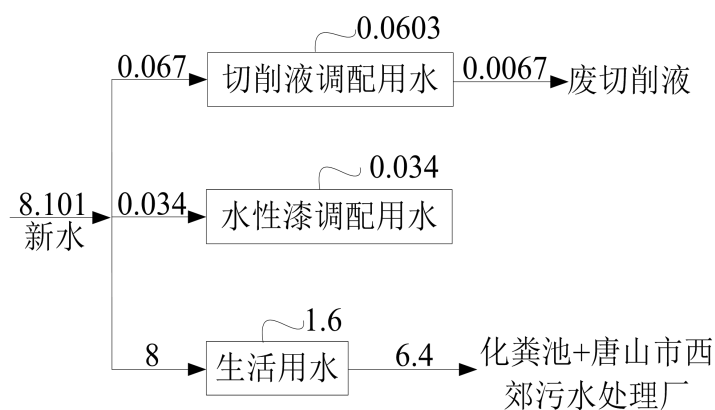 0.0603
0.067
切削液调配用水
0.0067
废切削液
0.034
8.101
新水
0.034
水性漆调配用水
1.6
8
生活用水
6.4
化粪池+唐山市西
郊污水处理厂